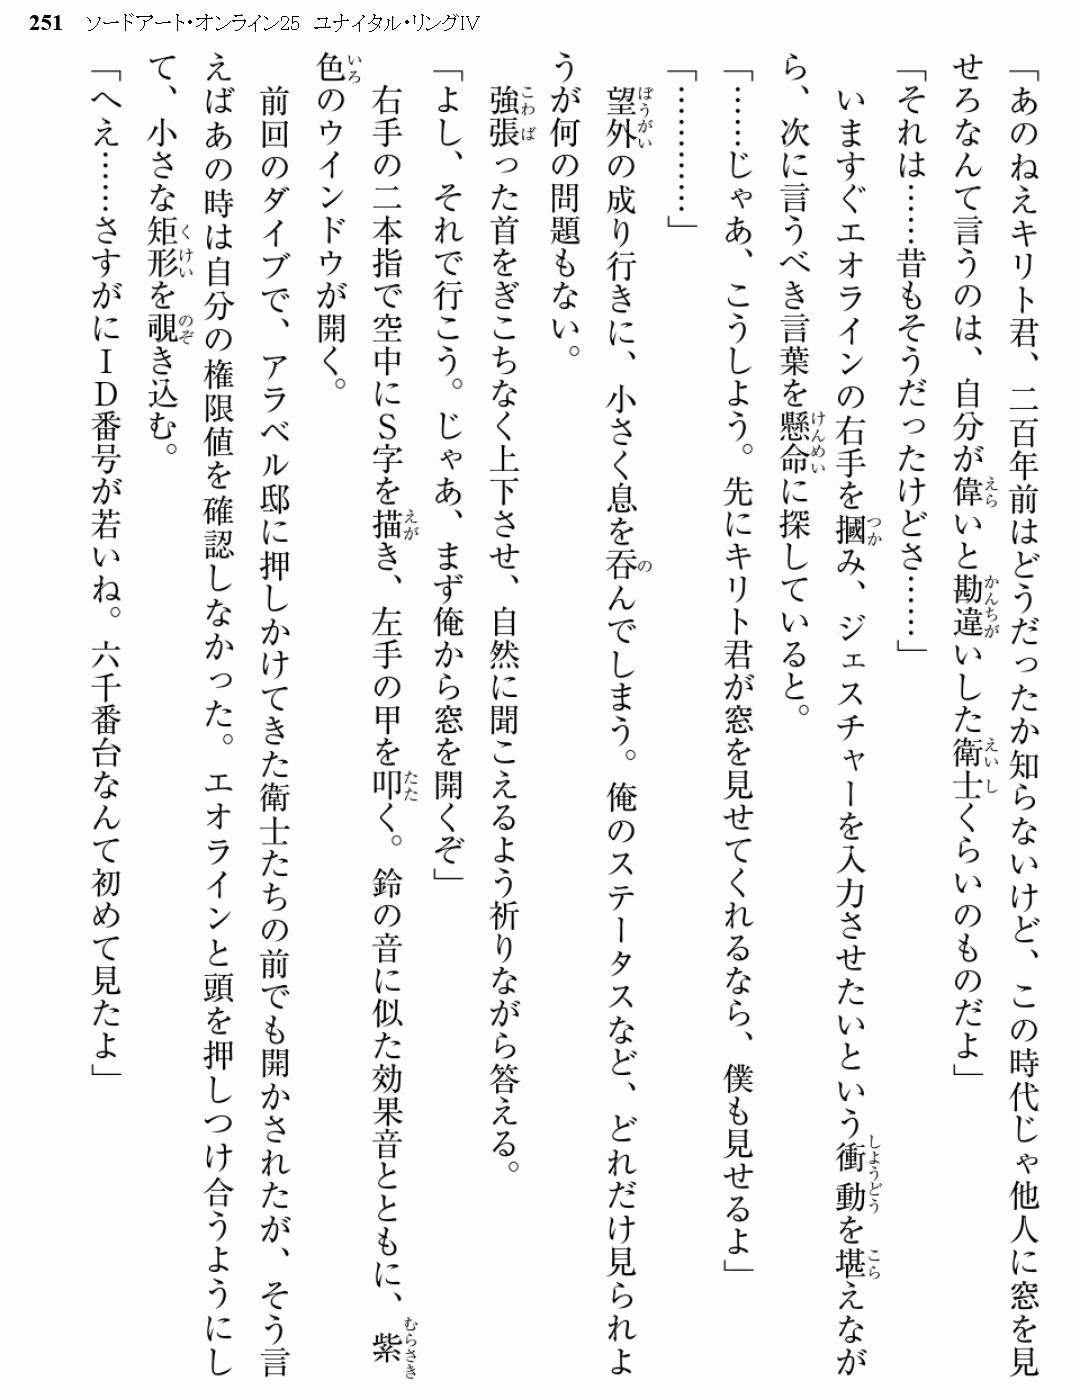 251 ソードアート・オンライン25 ユナイタル・リングⅣ
「あのねえキリト君、二百年前はどうだったか知らないけど、この時代じゃ他人に窓を見
せろなんて言うのは、自分が偉いと勘違いした衛士くらいのものだよ」
「それは……昔もそうだったけどさ……」
いますぐエオラインの右手を摑み、ジェスチャーを入力させたいという衝動を堪えなが
ら、次に言うべき言葉を懸命に探していると。
「……じゃあ、こうしよう。先にキリト君が窓を見せてくれるなら、僕も見せるよ」
「…………」
望外の成り行きに、小さく息を吞んでしまう。俺のステータスなど、どれだけ見られよ
うが何の問題もない。
強張った首をぎこちなく上下させ、自然に聞こえるよう祈りながら答える。
「よし、それで行こう。じゃあ、まず俺から窓を開くぞ」
右手の二本指で空中にＳ字を描き、左手の甲を叩く。鈴の音に似た効果音とともに、紫
色のウインドウが開く。
前回のダイブで、アラベル邸に押しかけてきた衛士たちの前でも開かされたが、そう言
えばあの時は自分の権限値を確認しなかった。エオラインと頭を押しつけ合うようにし
て、小さな矩形を覗き込む。
「へえ……さすがにＩＤ番号が若いね。六千番台なんて初めて見たよ」